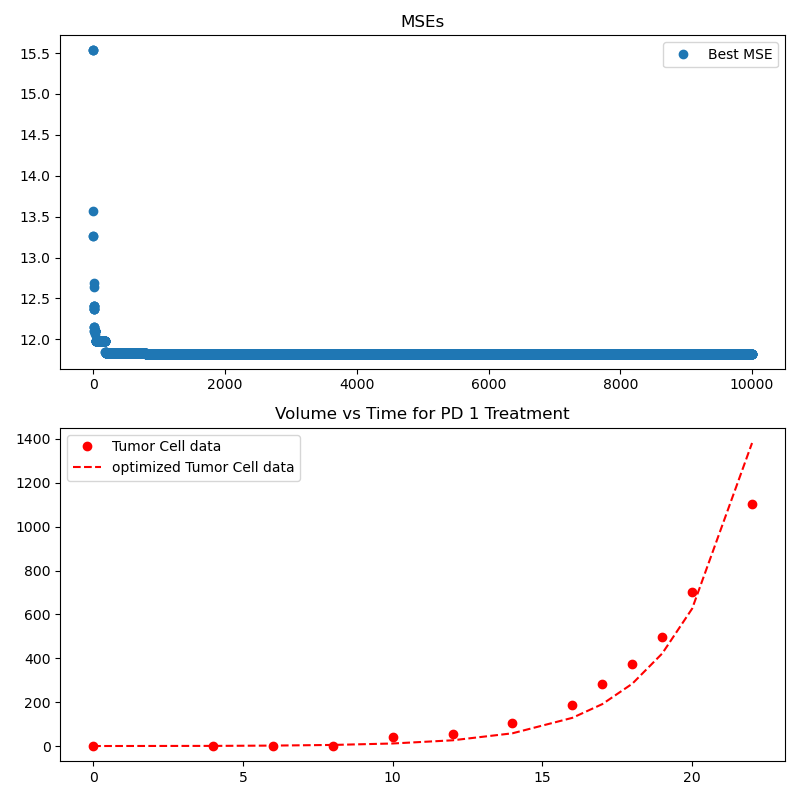 MSEs
15.5
15.0
14.5
14.0
13.5
13.0
12.5
12.0
Best MSE
0 2000 4000 6000 8000 10000
Volume vs Time for PD 1 Treatment
1400
1200
1000
800
600
400
200
0
Tumor Cell data
optimized Tumor Cell data
0 5 10 15 20